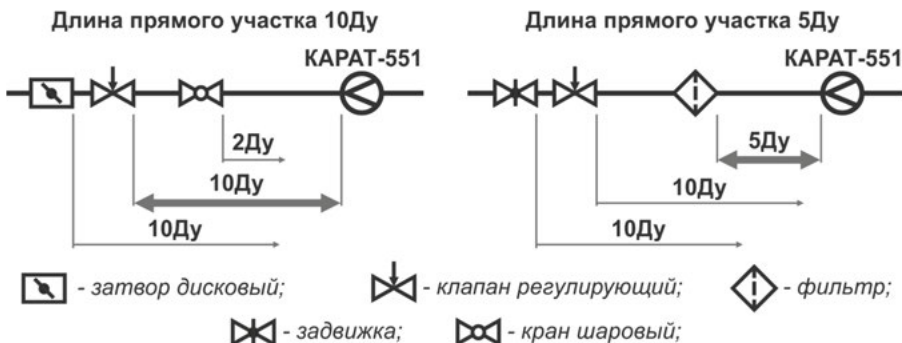 Длина прямого участка 10Ду
Длина прямого участка 5Ду
КАРАТ-551
КАРАТ-551
2Ду
10Ду
10Ду
5Ду
10Ду
10Ду
- затвор дисковый;
- клапан регулирующий;
- фильтр;
- задвижка;
- кран шаровый;